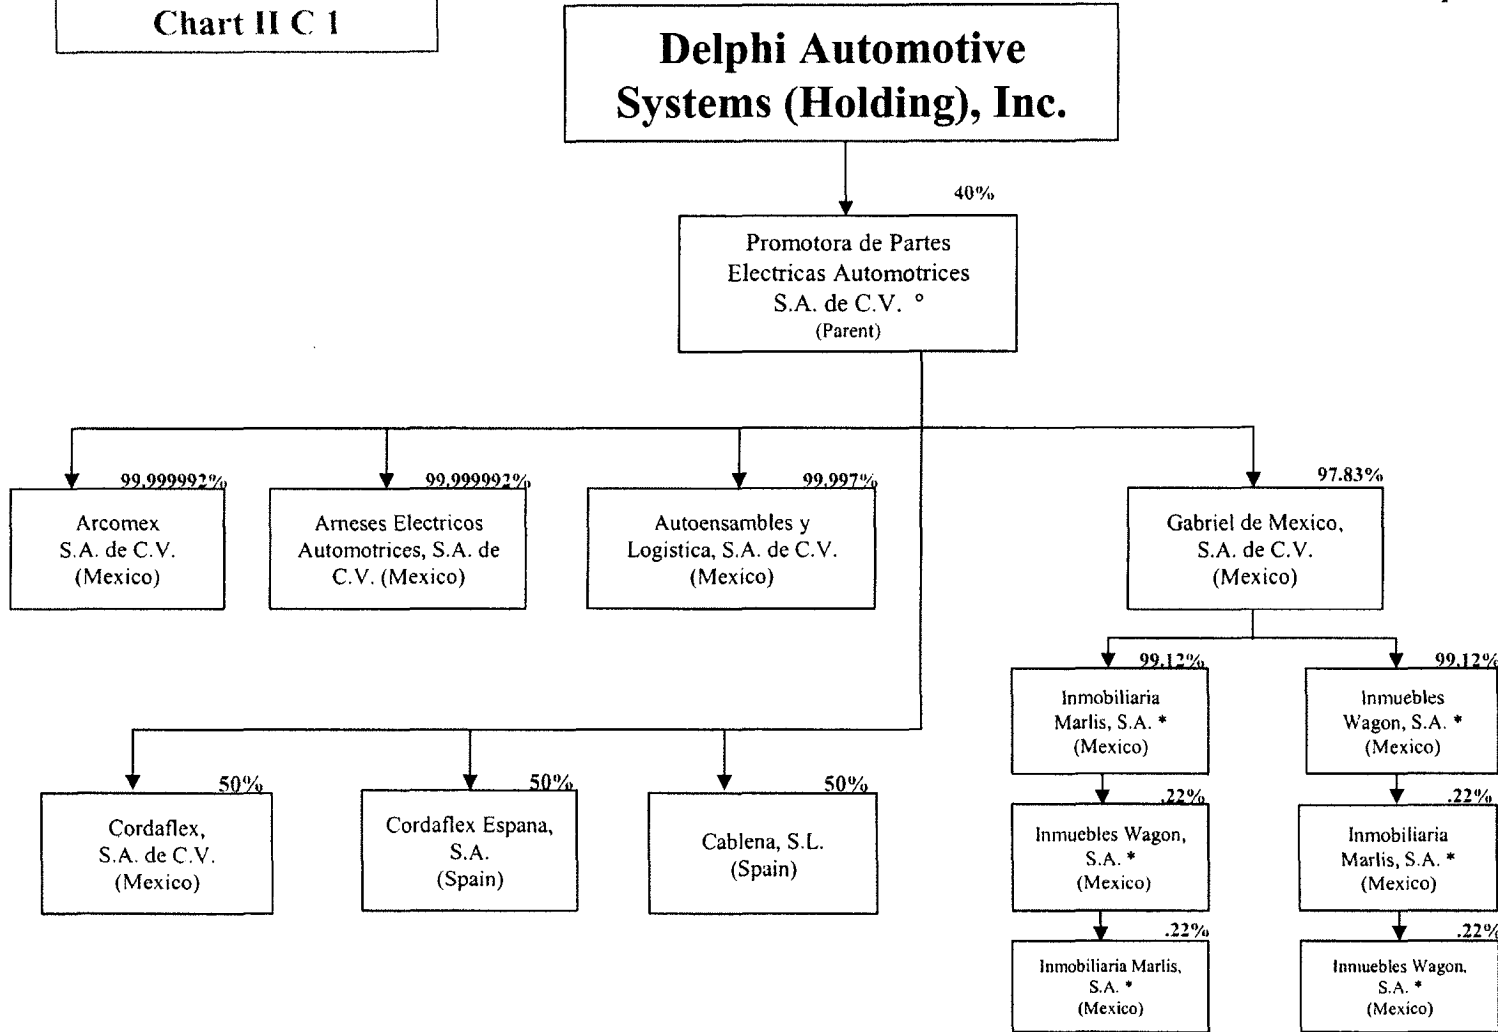 Chart II C 1
Delphi Automotive
Systems (Holding), Inc.
40%
Promotora de Partes
Electricas Automotrices
S.A. de C.V. °
(Parent)
99.999992%
99.999992%
99.997%
97.83%
Arcomex
S.A. de C.V.
(Mexico)
Arneses Electricos
Automotrices, S.A. de
C.V. (Mexico)
Autoensambles y
Logistica, S.A. de C.V.
(Mexico)
Gabriel de Mexico,
S.A. de C.V.
(Mexico)
99.12%
99.12%
Inmobiliaria
Marlis, S.A. *
(Mexico)
Inmuebles
Wagon, S.A. *
(Mexico)
50%
50%
50%
.22%
.22%
Cordaflex,
S.A. de C.V.
(Mexico)
Cordaflex Espana,
S.A.
(Spain)
Cablena, S.L.
(Spain)
Inmuebles Wagon,
S.A. *
(Mexico)
Inmobiliaria
Marlis, S.A. *
(Mexico)
.22%
.22%
Inmobiliaria Marlis,
S.A. *
(Mexico)
Inmuebles Wagon,
S.A. *
(Mexico)